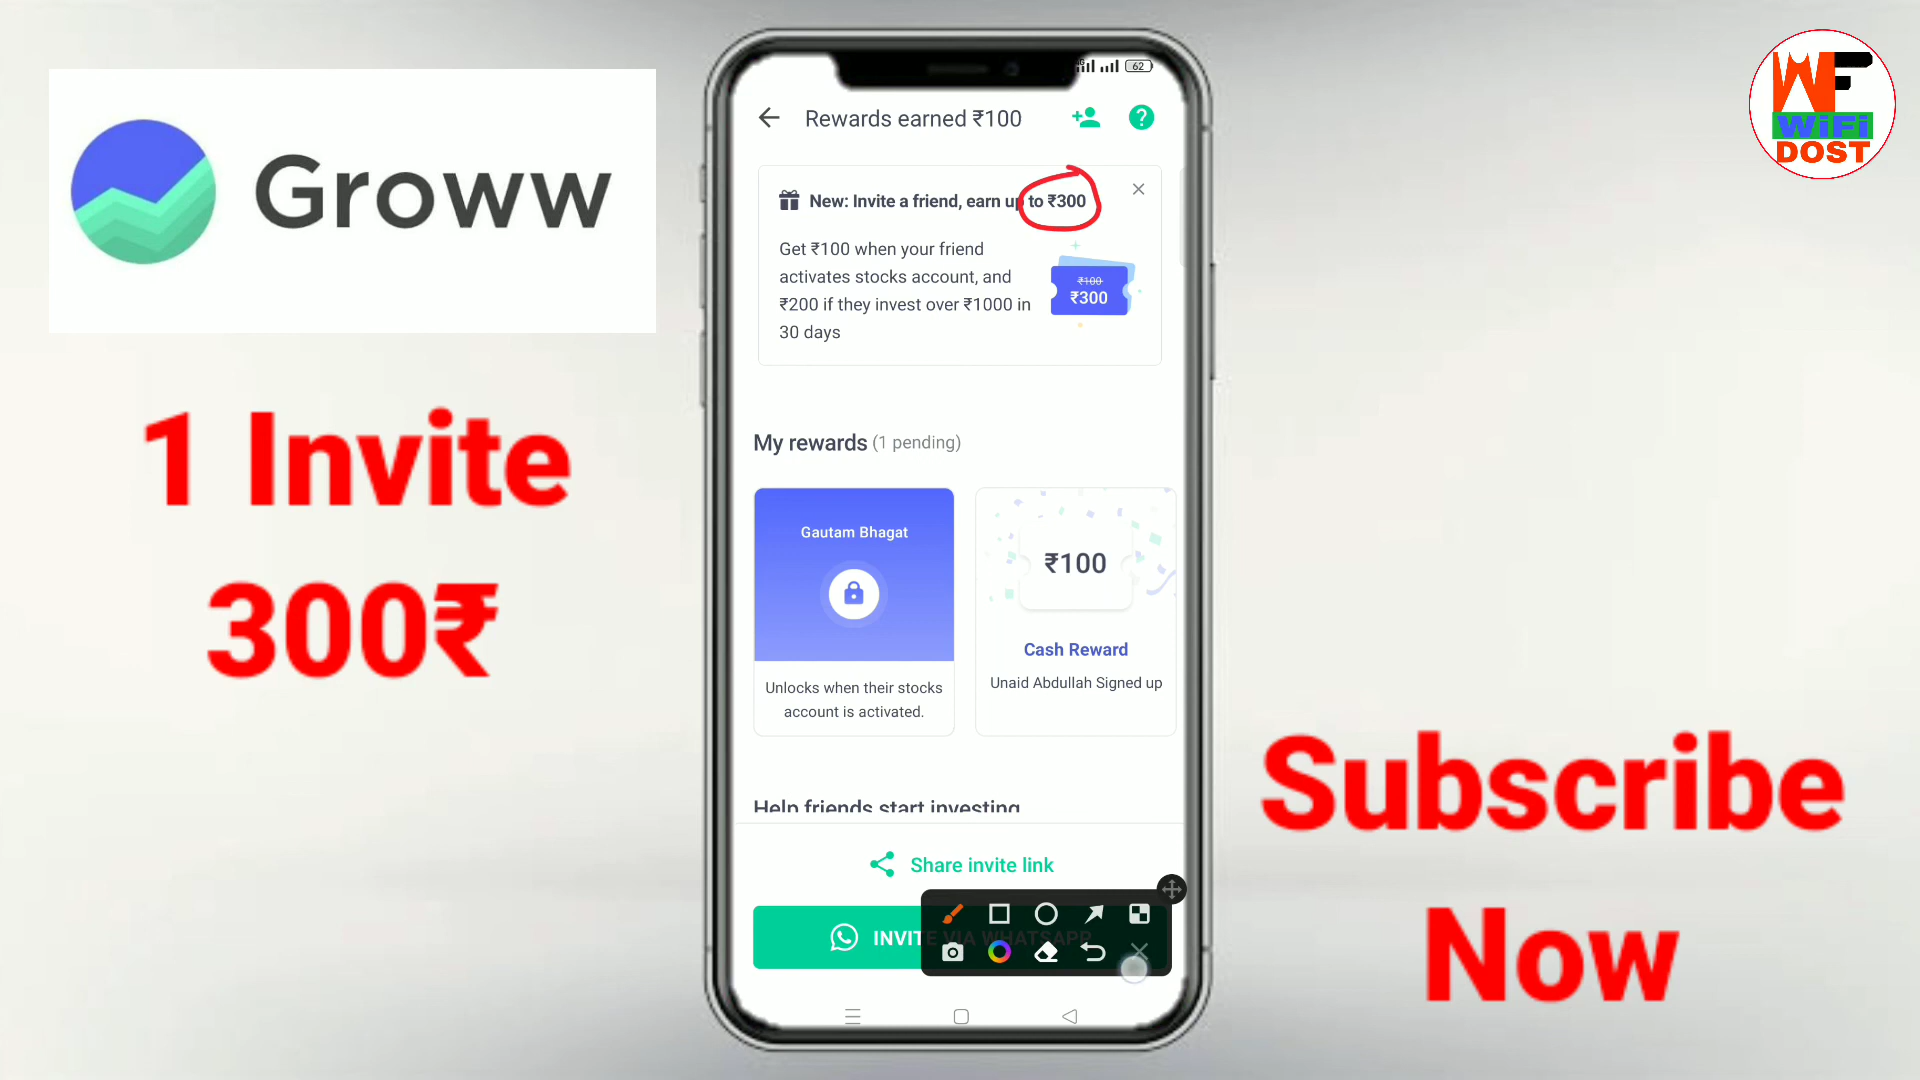 Groww
1 Invite
300₹
62
Rewards earned ₹100
New: Invite a friend, earn up to ₹300
Get ₹100 when your friend
activates stocks account, and
₹200 if they invest over ₹1000 in
30 days
₹100
₹300
My rewards (1 pending)
Gautam Bhagat
Unlocks when their stocks
account is activated.
₹100
Cash Reward
Unaid Abdullah Signed up
Help friends start investing
Share invite link
INVITE VIA WHATSAPP
WF
WiFi
DOST
Subscribe
Now